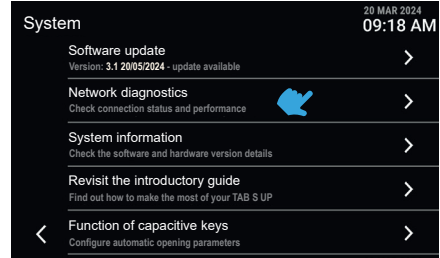 System
20 MAR 2024
09:18 AM
Software update
Version: 3.1 20/05/2024 - update available
Network diagnostics
Check connection status and performance
System information
Check the software and hardware version details
Revisit the introductory guide
Find out how to make the most of your TAB S UP
Function of capacitive keys
Configure automatic opening parameters